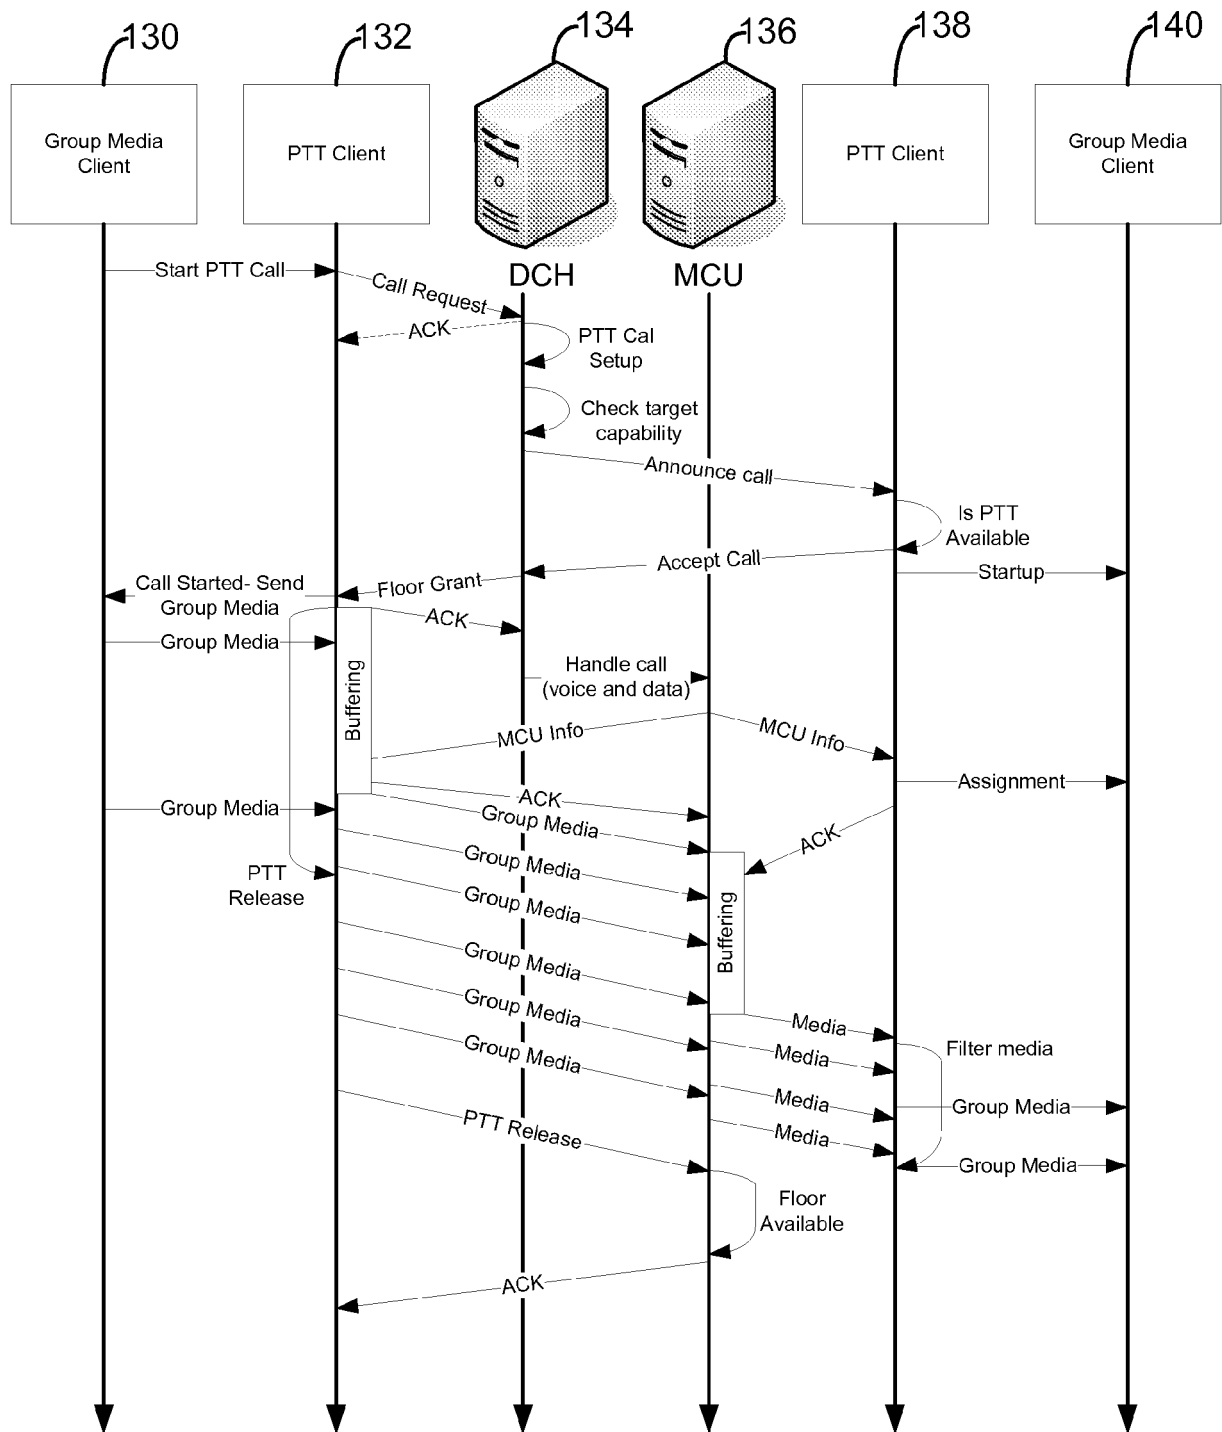 130
132
134
136
138
140
Group Media
Client
PTT Client
PTT Client
Group Media
Client
DCH
MCU
Start PTT Call
Call Request
ACK
PTT Cal
Setup
Check target
capability
Announce call
Is PTT
Available
Accept Call
Startup
Call Started- Send
Group Media
Floor Grant
ACK
Group Media
Buffering
Handle call
(voice and data)
MCU Info
MCU Info
Assignment
ACK
Group Media
Group Media
ACK
Group Media
PTT
Release
Group Media
Buffering
Group Media
Group Media
Media
Group Media
Media
Filter media
Media
Group Media
PTT Release
Media
Group Media
Floor
Available
ACK